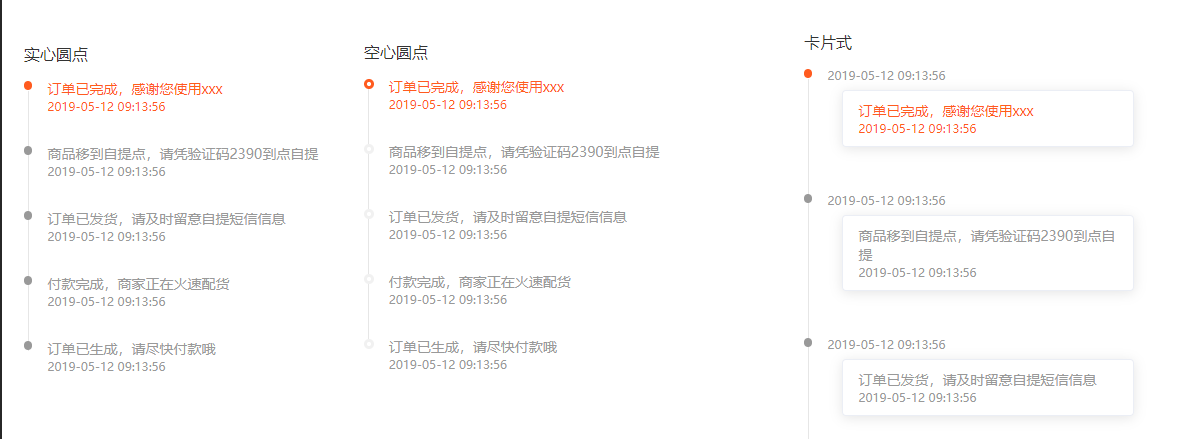 实心圆点
订单已完成，感谢您使用xxx
2019-05-12 09:13:56
商品移到自提点，请凭验证码2390到点自提
2019-05-12 09:13:56
订单已发货，请及时留意自提短信信息
2019-05-12 09:13:56
付款完成，商家正在火速配货
2019-05-12 09:13:56
订单已生成，请尽快付款哦
2019-05-12 09:13:56
空心圆点
订单已完成，感谢您使用xxx
2019-05-12 09:13:56
商品移到自提点，请凭验证码2390到点自提
2019-05-12 09:13:56
订单已发货，请及时留意自提短信信息
2019-05-12 09:13:56
付款完成，商家正在火速配货
2019-05-12 09:13:56
订单已生成，请尽快付款哦
2019-05-12 09:13:56
卡片式
2019-05-12 09:13:56
订单已完成，感谢您使用xxx
2019-05-12 09:13:56
2019-05-12 09:13:56
商品移到自提点，请凭验证码2390到点自
提
2019-05-12 09:13:56
2019-05-12 09:13:56
订单已发货，请及时留意自提短信信息
2019-05-12 09:13:56